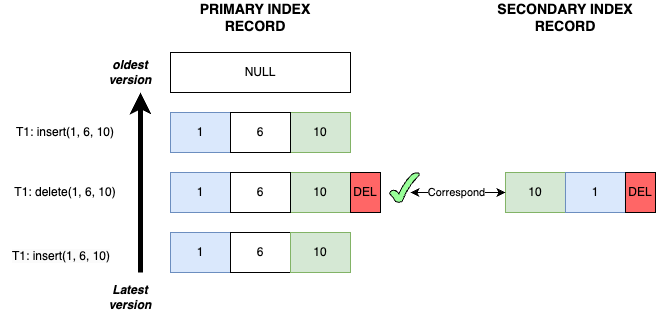 PRIMARY INDEX
RECORD
SECONDARY INDEX
RECORD
oldest
version
NULL
T1: insert(1, 6, 10)
1
6
10
T1: delete(1, 6, 10)
1
6
10
DEL
Correspond
10
1
DEL
T1: insert(1, 6, 10)
1
6
10
Latest
version